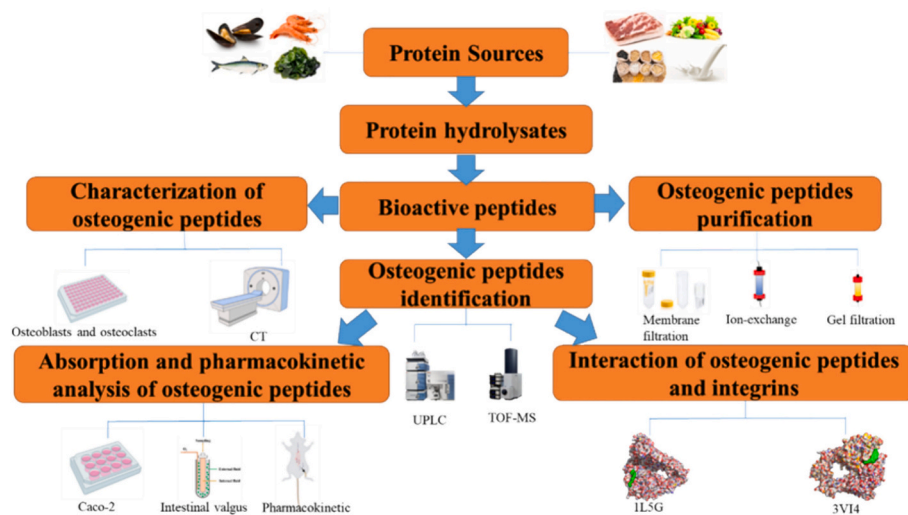 Protein Sources
Protein hydrolysates
Characterization of
osteogenic peptides
Bioactive peptides
Osteogenic peptides
purification
Osteogenic peptides
identification
Osteoblasts and osteoclasts
CT
Membrane
filtration
Ion-exchange
Gel filtration
Absorption and pharmacokinetic
analysis of osteogenic peptides
Interaction of osteogenic peptides
and integrins
UPLC
TOF-MS
Caco-2
Intestinal valgus
Pharmacokinetic
1L5G
3VI4